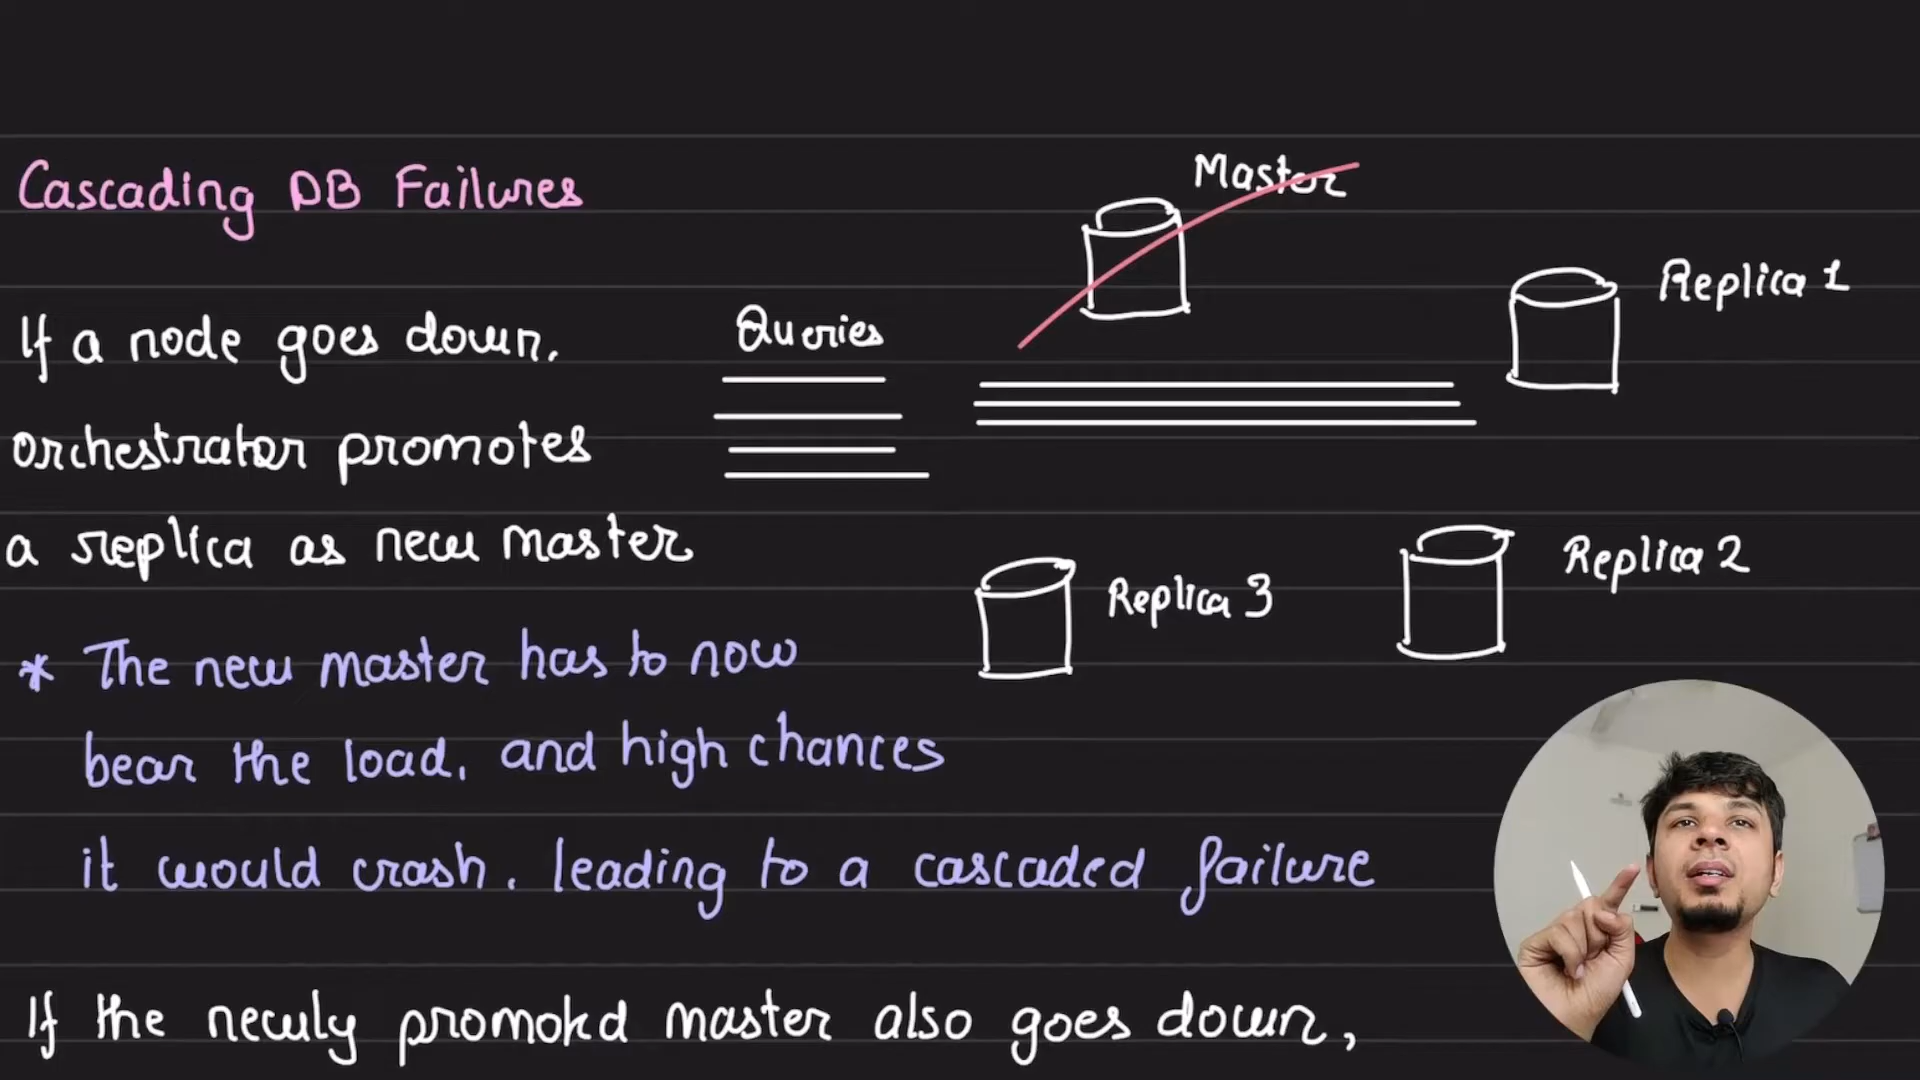 Cascading DB Failures
If a node goes down,
orchestrator promotes
a replica as new master
* The new master has to now
bear the load, and high chances
it would crash. leading to a cascaded failure
If the newly promoted master also goes down,
Queries
Master
Replica 1
Replica 2
Replica 3